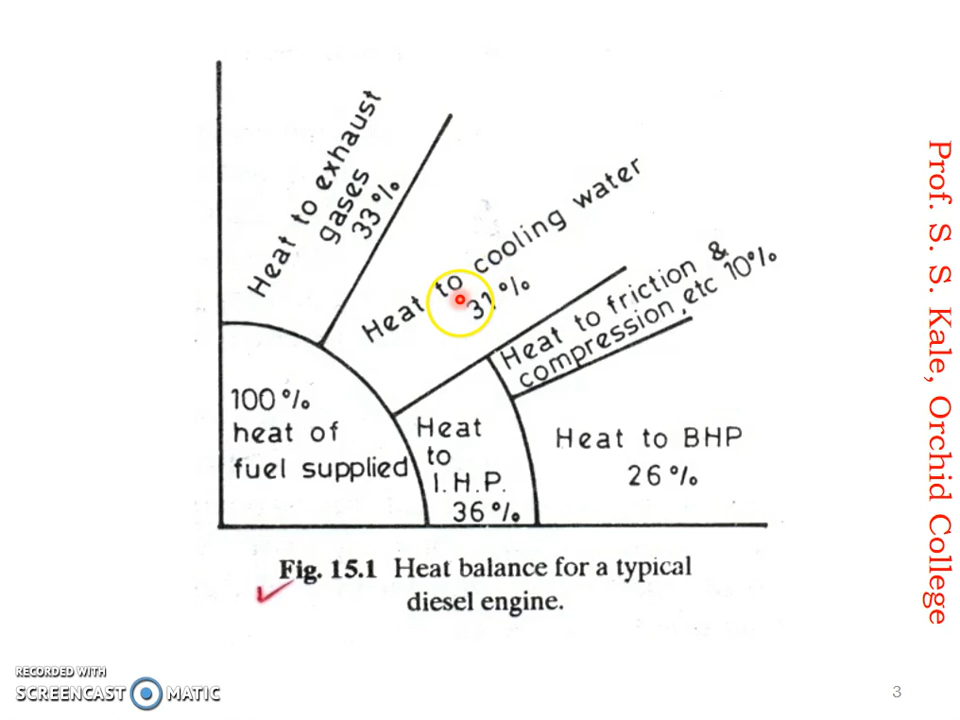 Heat to exhaust
gases
33%
Heat to cooling water
31%
Heat to friction &
compression, etc 10%
100%
heat of
fuel supplied
Heat
to
I.H.P.
36%
Heat to BHP
26%
Fig. 15.1 Heat balance for a typical
diesel engine.
Prof. S. S. Kale, Orchid College
RECORDED WITH
SCREENCAST MATIC
3